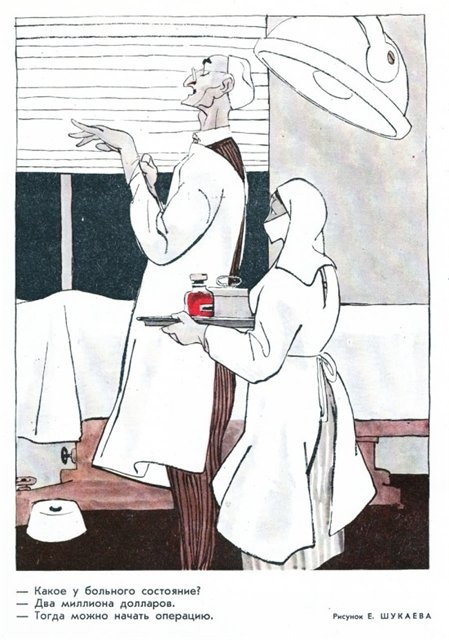 — Какое у больного состояние?
— Два миллиона долларов.
— Тогда можно начать операцию.
Рисунок Е. ШУКАЕВА